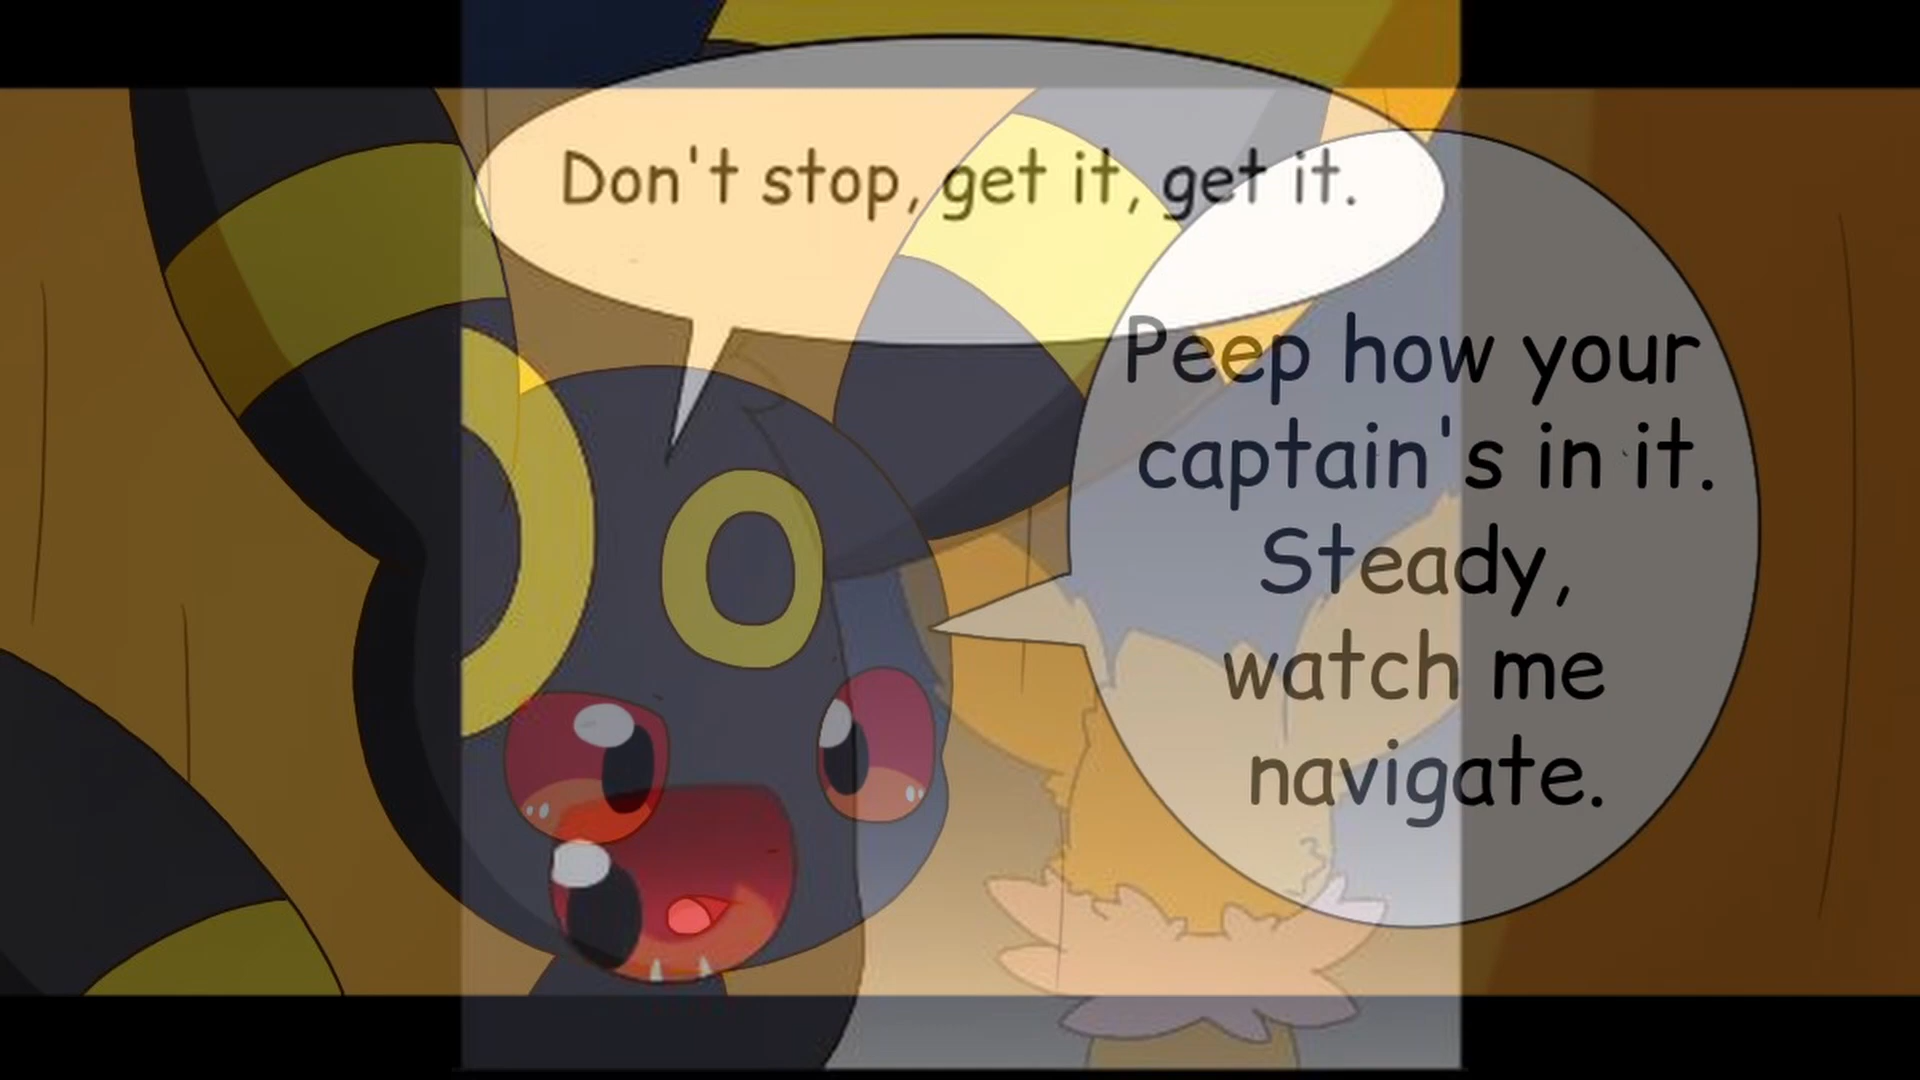 Don't stop, get it, get it.
Peep how your
captain's in it.
Steady,
watch me
navigate.